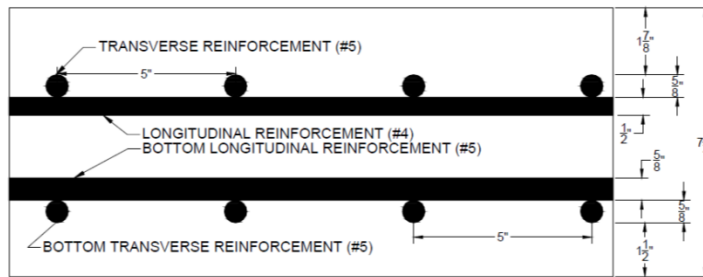 TRANSVERSE REINFORCEMENT (#5)
5"
1 7/8"
5/8"
LONGITUDINAL REINFORCEMENT (#4)
BOTTOM LONGITUDINAL REINFORCEMENT (#5)
1/2"
5/8"
5/8"
BOTTOM TRANSVERSE REINFORCEMENT (#5)
5"
1 1/2"